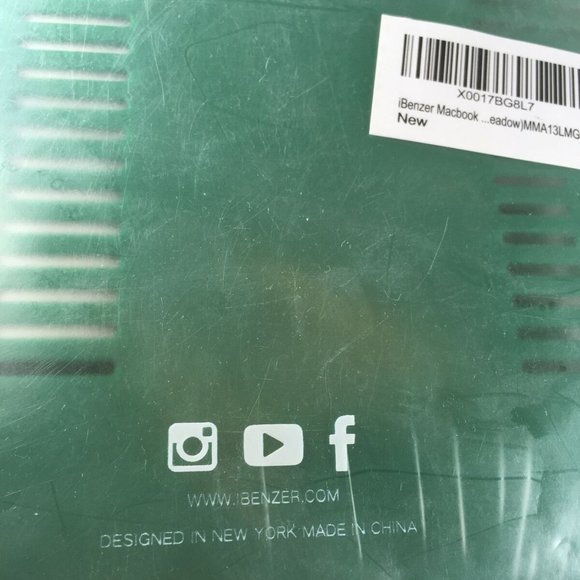 X0017BG8L7
iBenzer Macbook ...eadow)MMA13LMG
New
WWW.IBENZER.COM
DESIGNED IN NEW YORK MADE IN CHINA